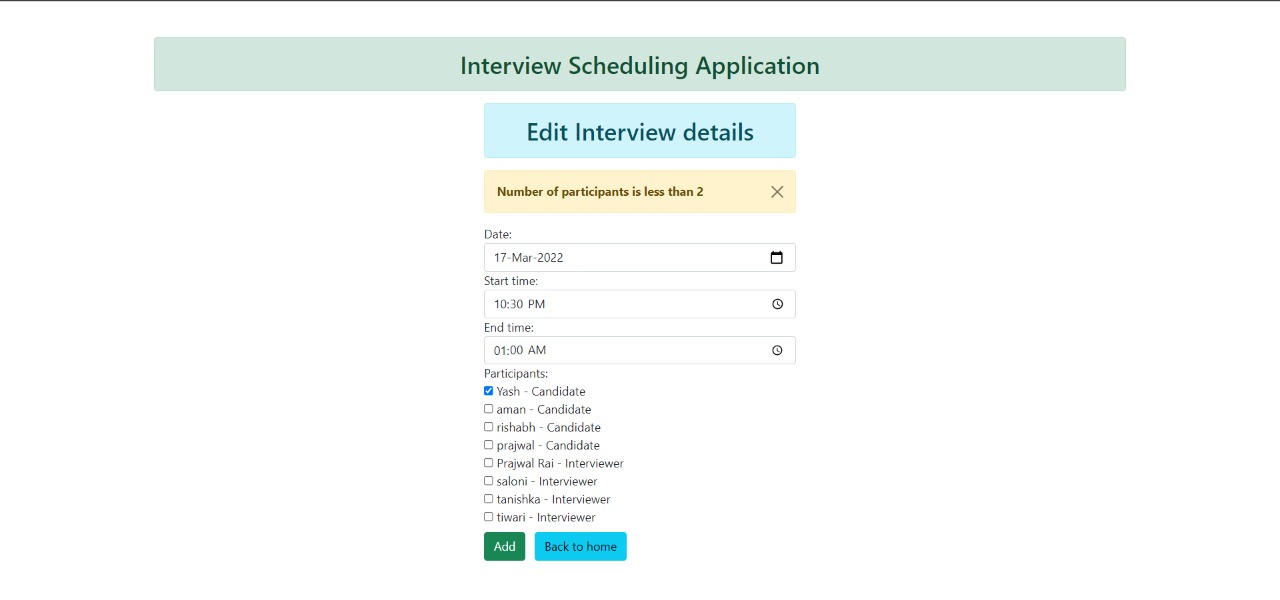 Interview Scheduling Application
Edit Interview details
Number of participants is less than 2
Date:
17-Mar-2022
Start time:
10:30 PM
End time:
01:00 AM
Participants:
Yash - Candidate
aman - Candidate
rishabh - Candidate
prajwal - Candidate
Prajwal Rai - Interviewer
saloni - Interviewer
tanishka - Interviewer
tiwari - Interviewer
Add Back to home